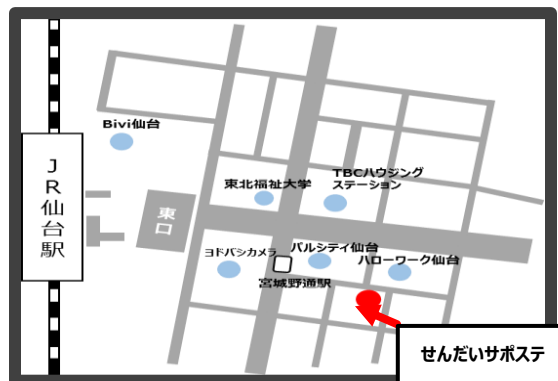 Bivi仙台
JR仙台駅
東北福祉大学
TBCハウジング
ステーション
東口
ヨドバシカメラ
パルシティ仙台
ハローワーク仙台
宮城野通駅
せんだいサポステ